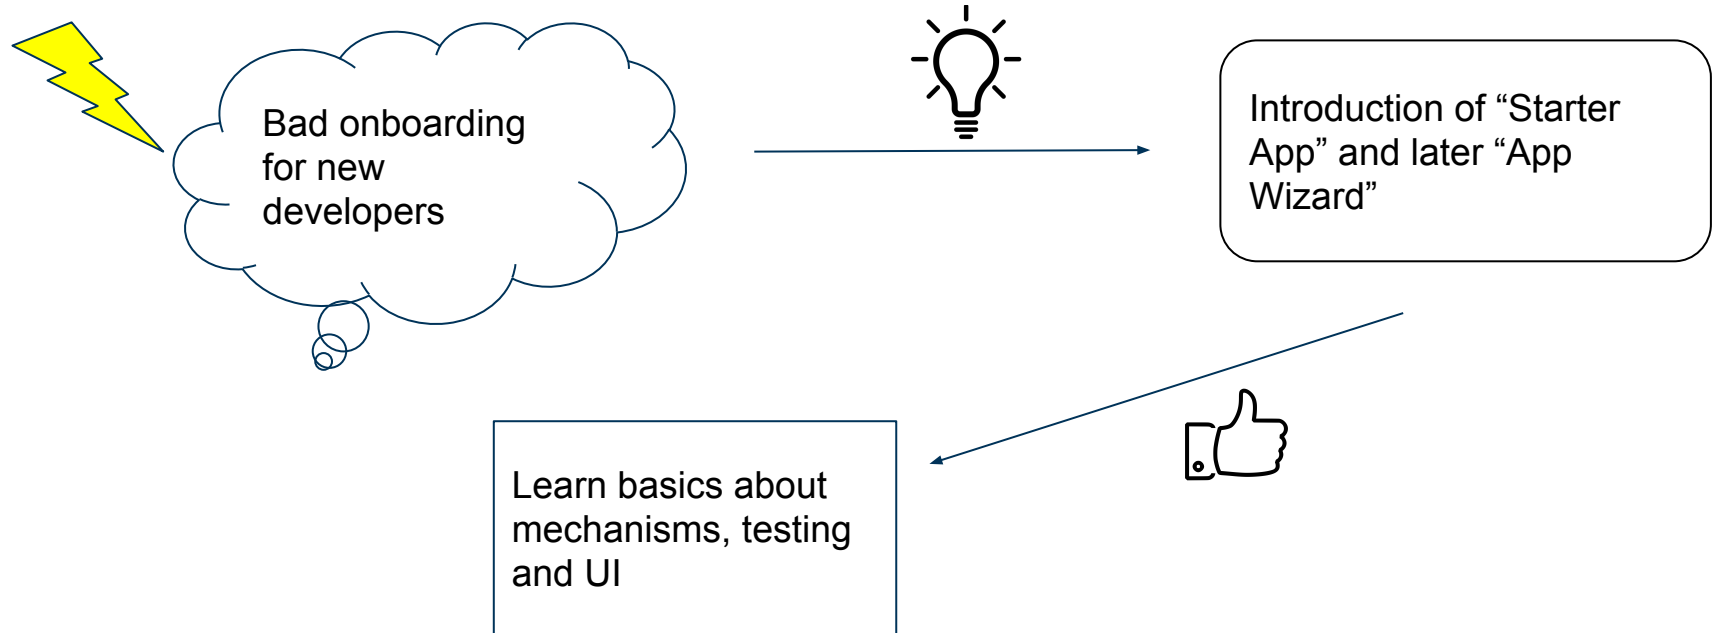 Bad onboarding
for new
developers
Introduction of “Starter
App” and later “App
Wizard”
Learn basics about
mechanisms, testing
and UI